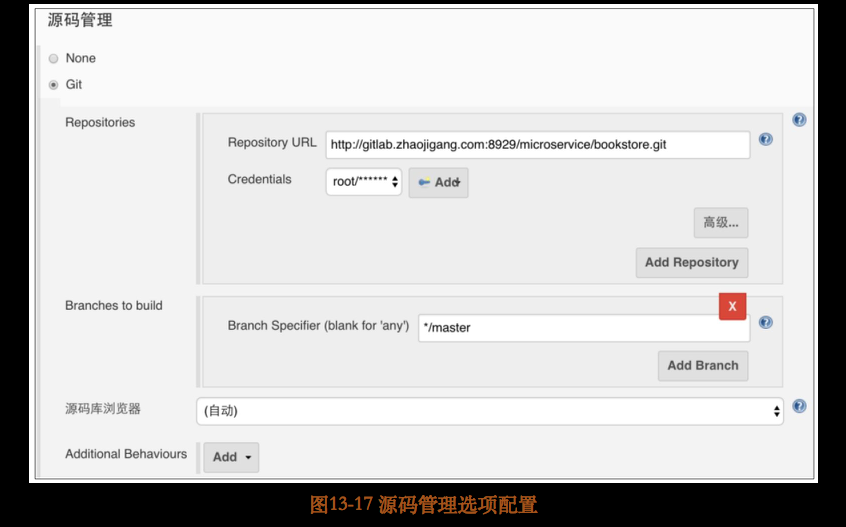 源码管理
None
Git
Repositories
Repository URL http://gitlab.zhaojigang.com:8929/microservice/bookstore.git
Credentials root/****** Add
高级...
Add Repository
Branches to build
X
Branch Specifier (blank for 'any') */master
Add Branch
源码库浏览器 (自动)
Additional Behaviours Add
图13-17 源码管理选项配置